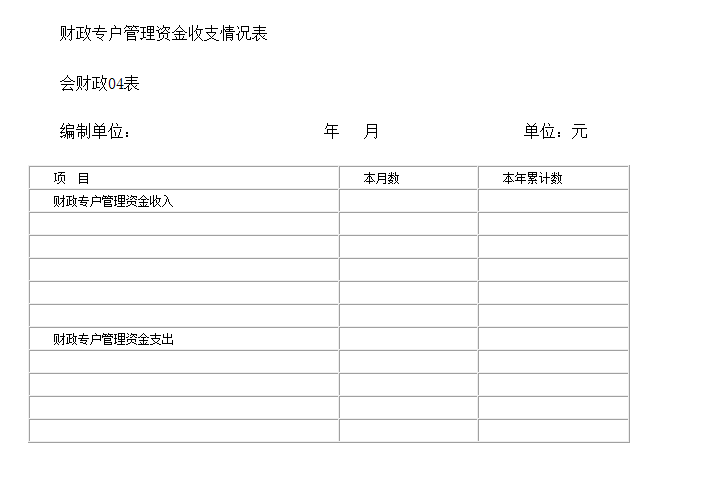 财政专户管理资金收支情况表
会财政04表
编制单位： 年 月 单位：元
项 目 本月数 本年累计数
财政专户管理资金收入
财政专户管理资金支出